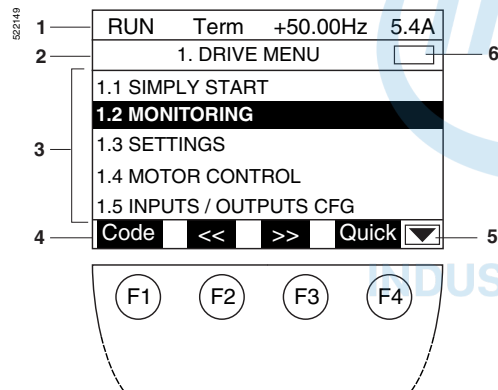 522149
1 RUN Term +50.00Hz 5.4A
2 1. DRIVE MENU 6
1.1 SIMPLY START
1.2 MONITORING
3 1.3 SETTINGS
1.4 MOTOR CONTROL
1.5 INPUTS / OUTPUTS CFG
4 Code << >> Quick 5
F1 F2 F3 F4
INDUS